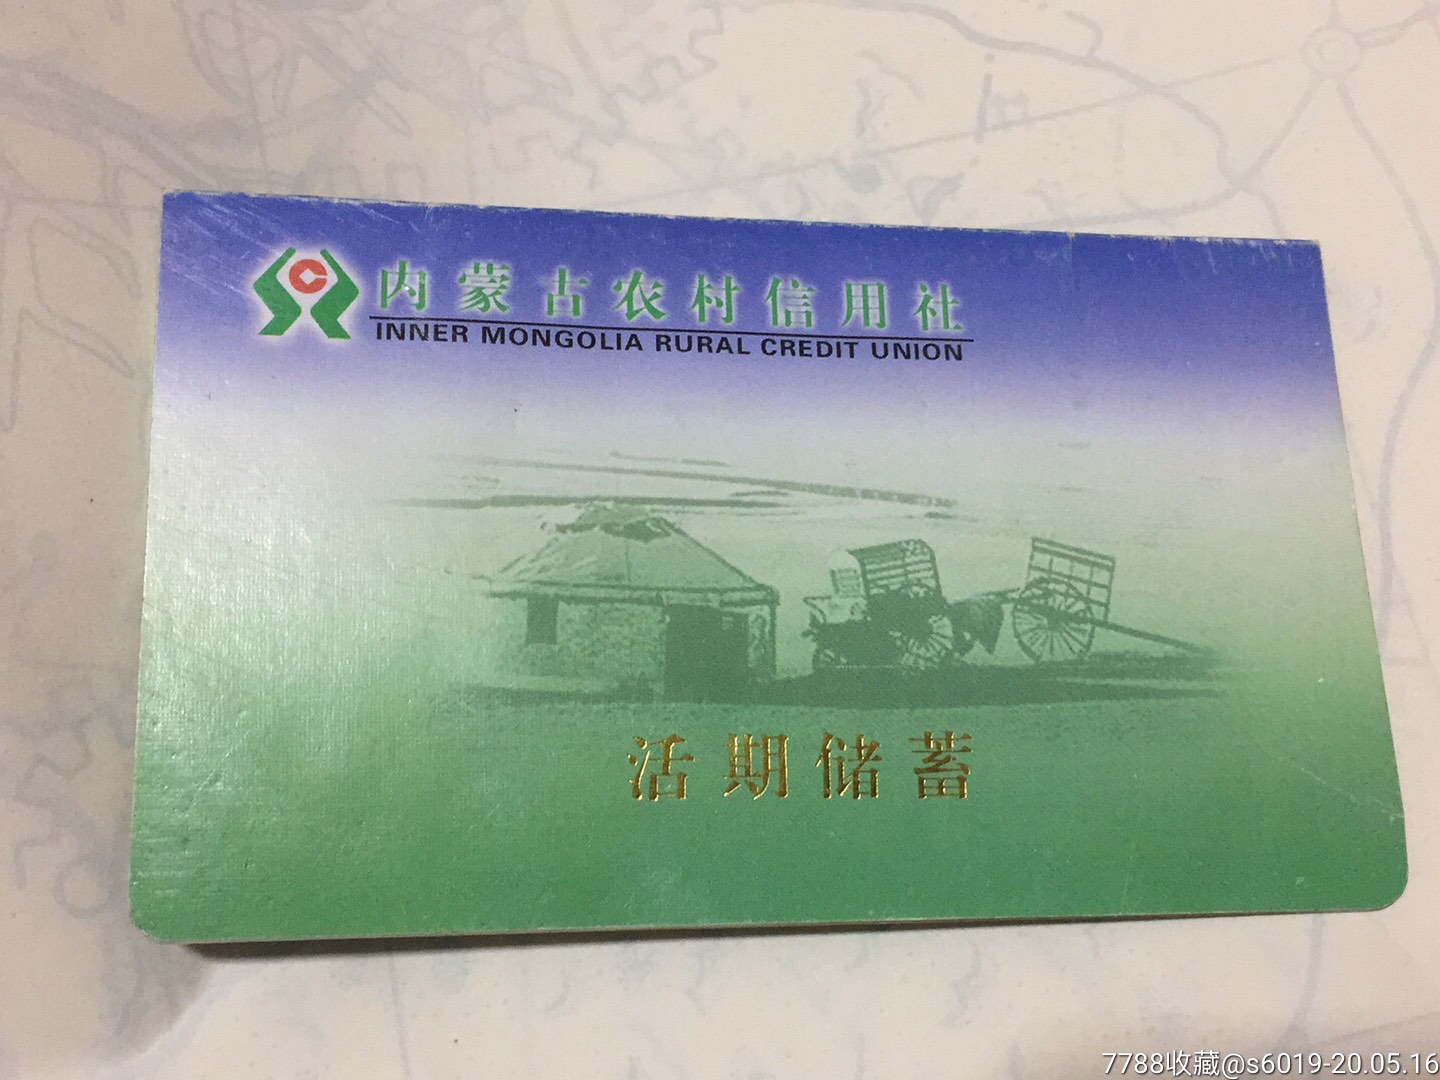 内蒙古农村信用社
INNER MONGOLIA RURAL CREDIT UNION
活期储蓄
7788收藏@s6019-20.05.16